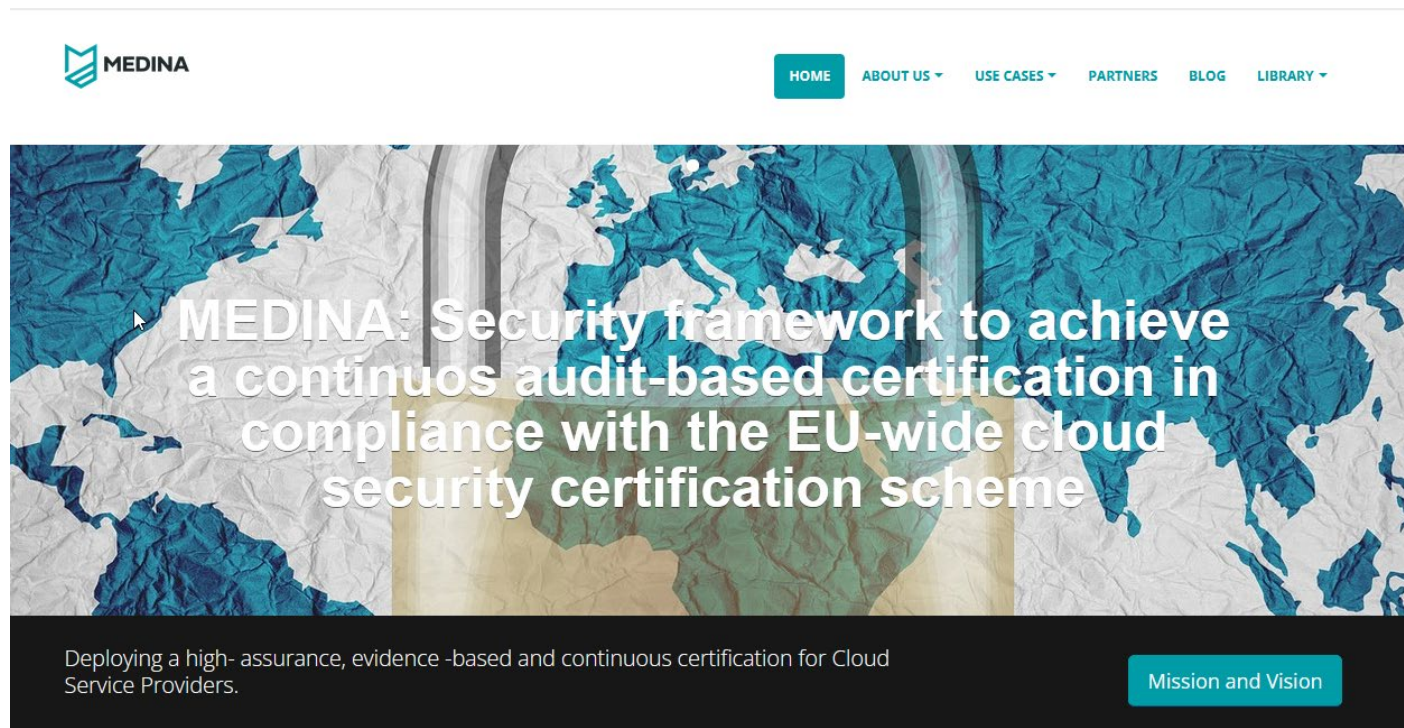 MEDINA
HOME
ABOUT US
USE CASES
PARTNERS
BLOG
LIBRARY
MEDINA: Security framework to achieve
a continuos audit-based certification in
compliance with the EU-wide cloud
security certification scheme
Deploying a high- assurance, evidence -based and continuous certification for Cloud
Service Providers.
Mission and Vision